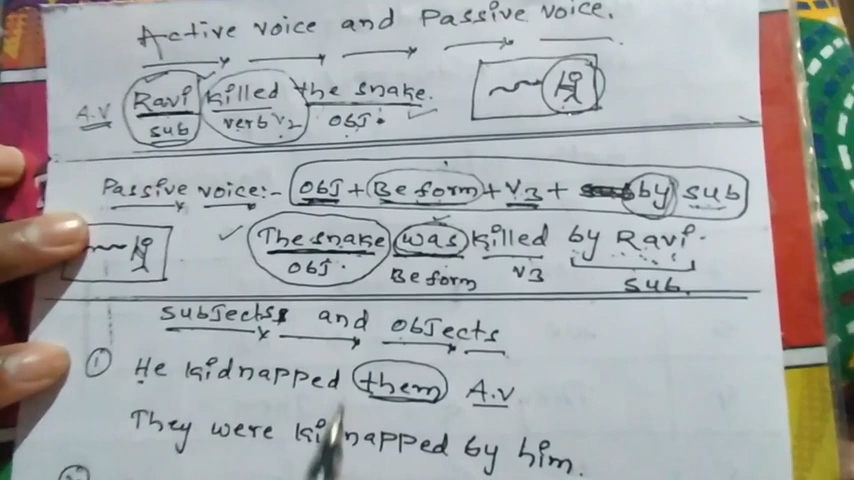 Active voice and Passive voice.
A.V Ravi killed the snake.
sub verb v2 obj.
Passive voice:- obj + Be form + v3 + by sub
The snake was killed by Ravi.
obj. Be form v3 sub.
subjects and objects
① He kidnapped them A.V
They were kidnapped by him.